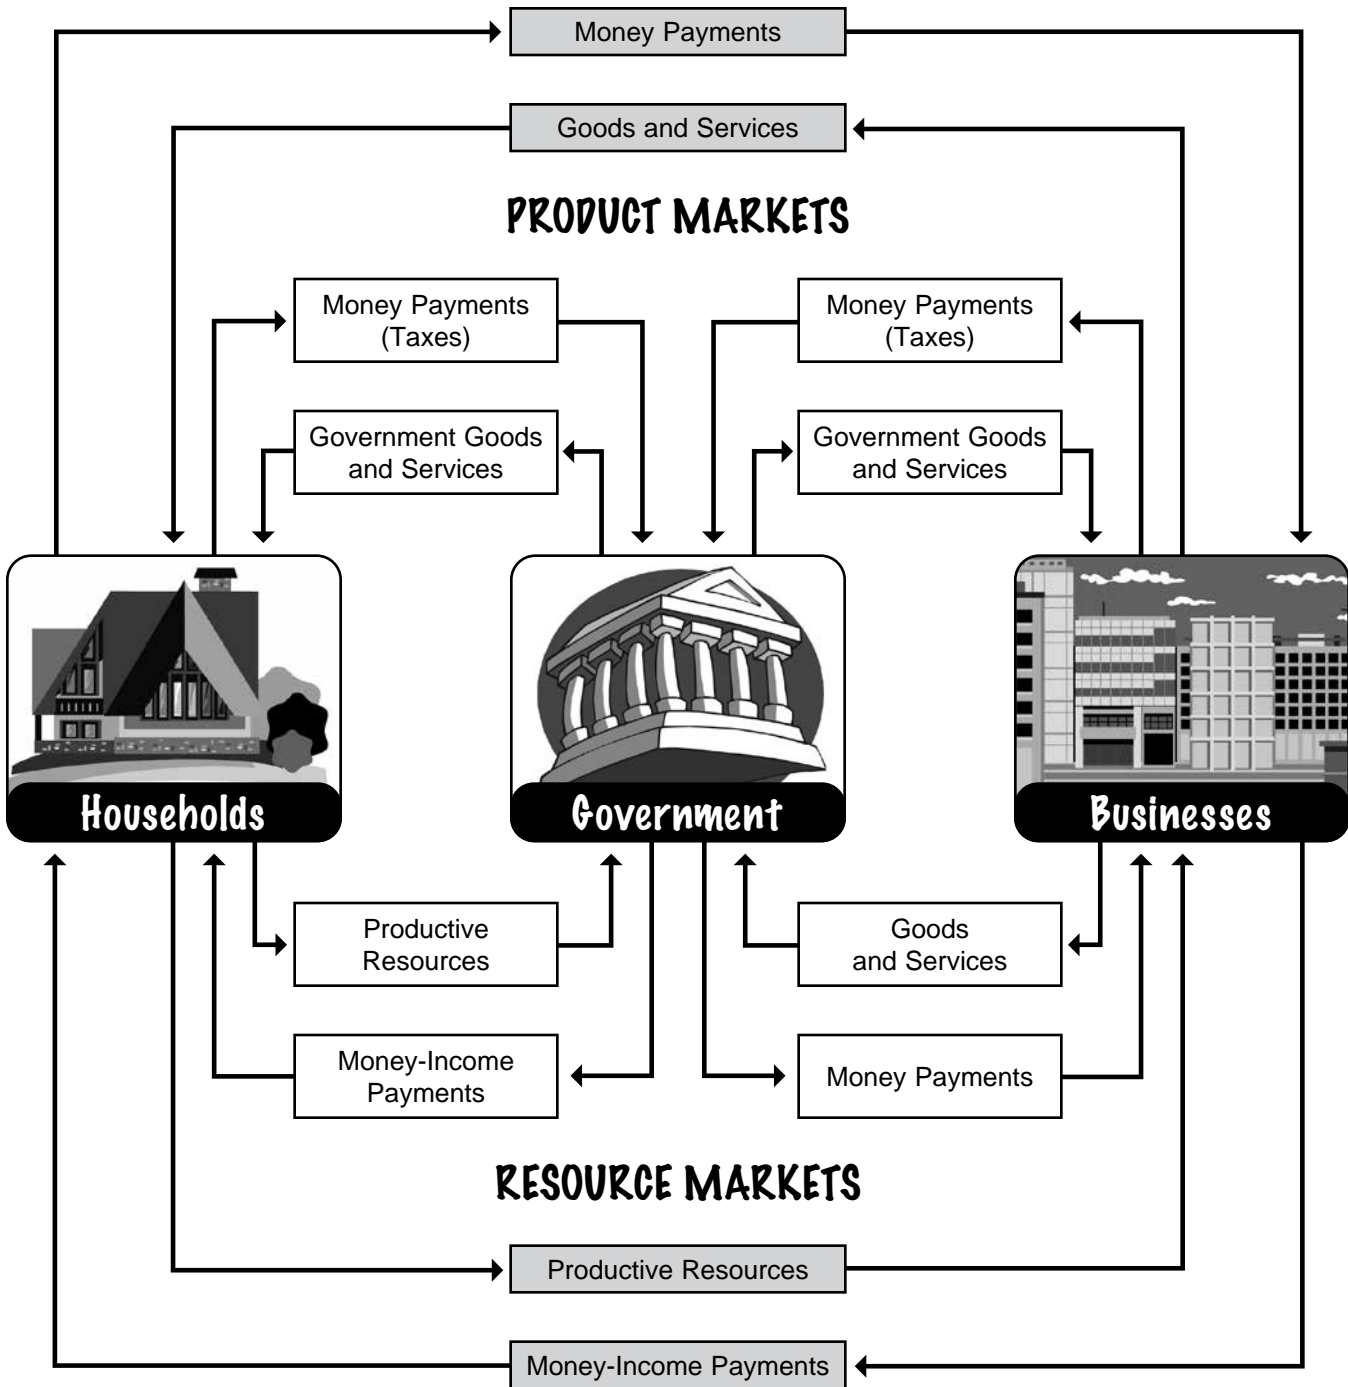 Money Payments
Goods and Services
PRODUCT MARKETS
Money Payments
(Taxes)
Money Payments
(Taxes)
Government Goods
and Services
Government Goods
and Services
Households
Government
Businesses
Productive
Resources
Goods
and Services
Money-Income
Payments
Money Payments
RESOURCE MARKETS
Productive Resources
Money-Income Payments